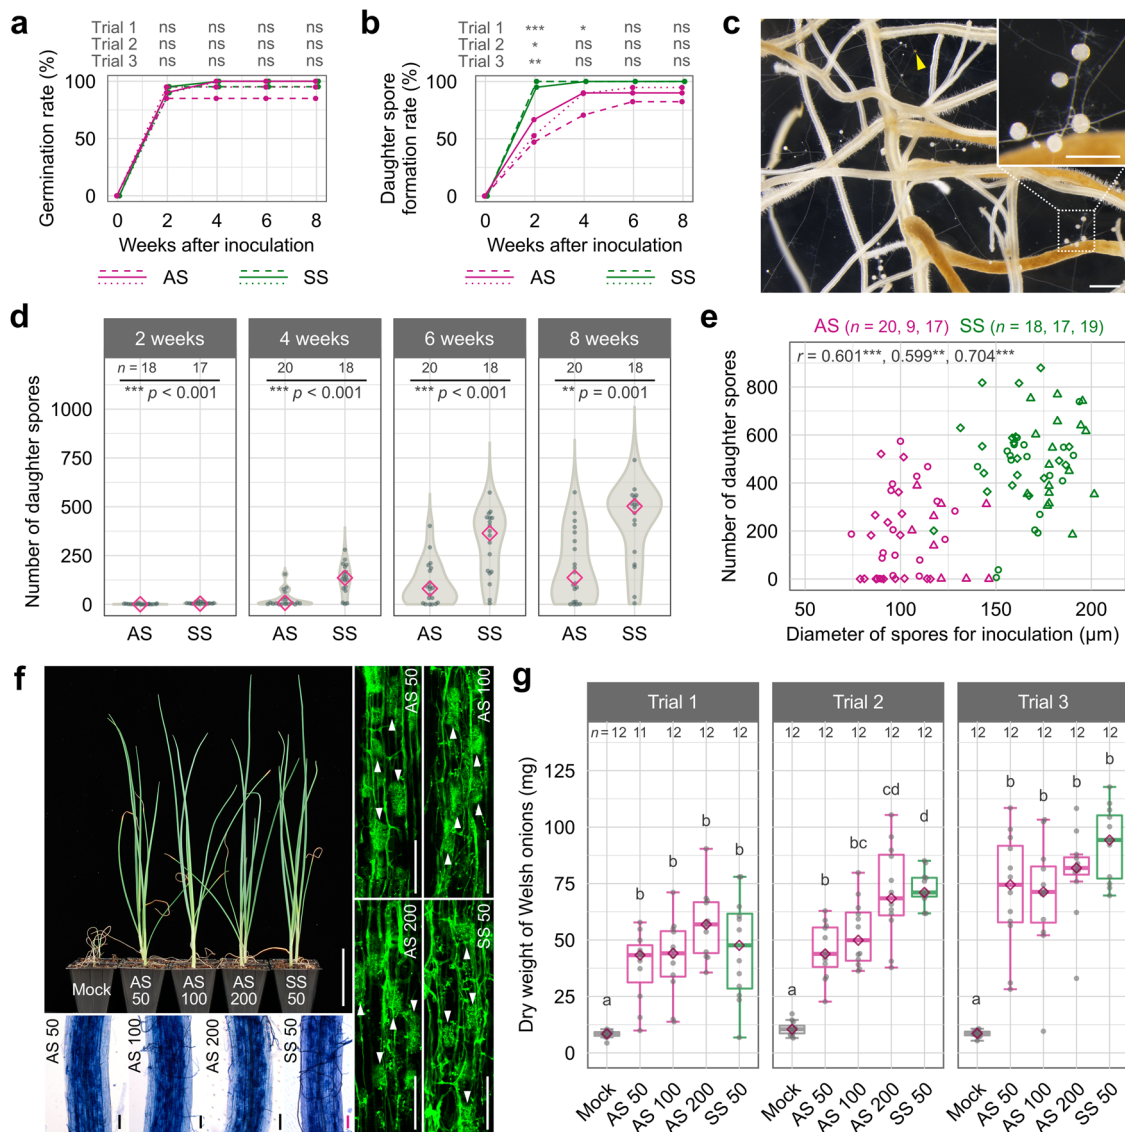 a
Trial 1 ns ns ns ns
Trial 2 ns ns ns ns
Trial 3 ns ns ns ns
Germination rate (%)
100
50
0
0 2 4 6 8
Weeks after inoculation
AS SS
b
Trial 1 *** * ns ns
Trial 2 * ns ns ns
Trial 3 ** ns ns ns
Daughter spore
formation rate (%)
100
50
0
0 2 4 6 8
Weeks after inoculation
AS SS
c
d
2 weeks 4 weeks 6 weeks 8 weeks
n = 18 17 20 18 20 18 20 18
*** p < 0.001 *** p < 0.001 *** p < 0.001 ** p = 0.001
Number of daughter spores
1000
750
500
250
0
AS SS AS SS AS SS AS SS
e
AS (n = 20, 9, 17) SS (n = 18, 17, 19)
r = 0.601***, 0.599**, 0.704***
Number of daughter spores
800
600
400
200
0
50 100 150 200
Diameter of spores for inoculation (µm)
f
Mock
AS
50
AS
100
AS
200
SS
50
AS 50
AS 100
AS 200
SS 50
AS 50
AS 100
AS 200
SS 50
g
Trial 1 Trial 2 Trial 3
n = 12 11 12 12 12 12 12 12 12 12 12 12 12 12 12
Dry weight of Welsh onions (mg)
125
100
75
50
25
0
a b b b b
a b bc cd d
a b b b b
Mock AS 50 AS 100 AS 200 SS 50
Mock AS 50 AS 100 AS 200 SS 50
Mock AS 50 AS 100 AS 200 SS 50